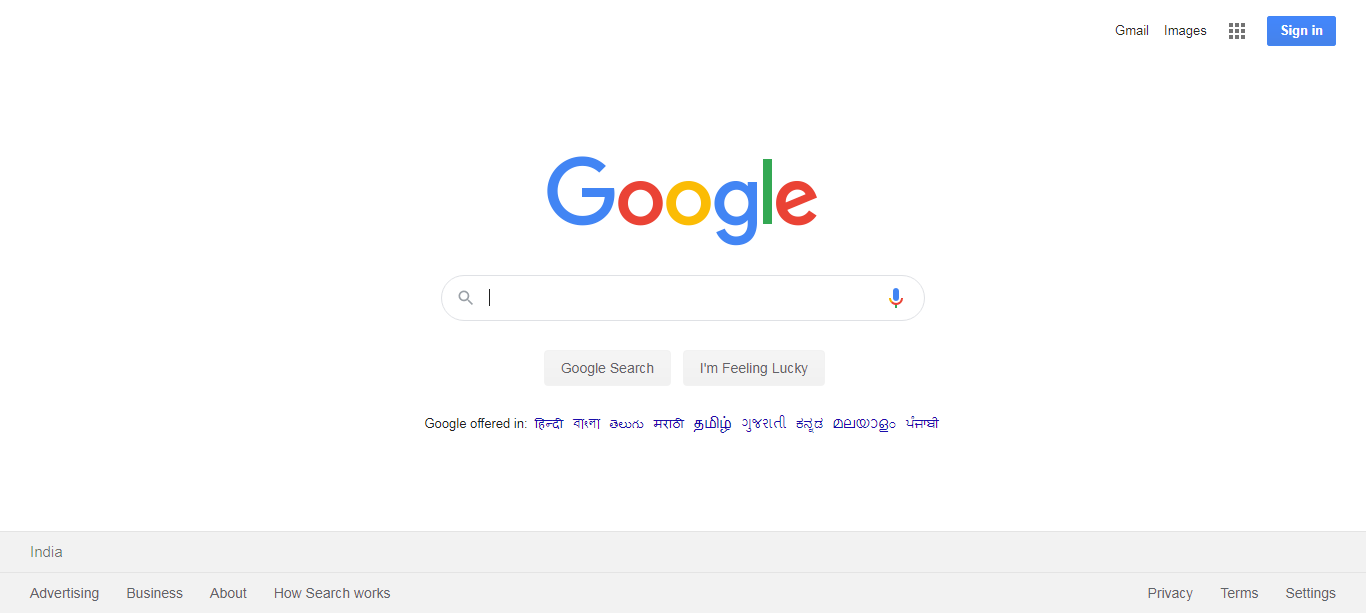 Gmail Images Sign in
Google
Google Search I'm Feeling Lucky
Google offered in: हिन्दी বাংলা తెలుగు मराठी தமிழ் ગુજરાતી ಕನ್ನಡ മലയാളം ਪੰਜਾਬੀ
India
Advertising Business About How Search works Privacy Terms Settings